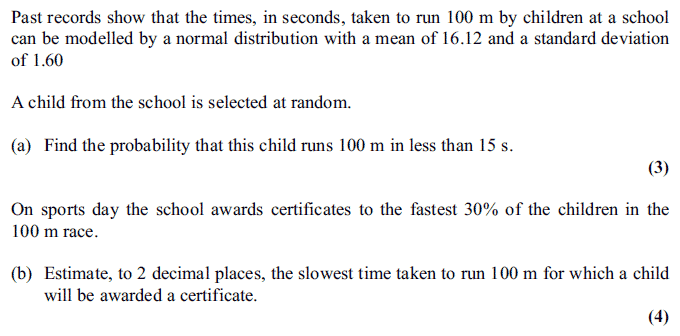 Past records show that the times, in seconds, taken to run 100 m by children at a school
can be modelled by a normal distribution with a mean of 16.12 and a standard deviation
of 1.60
A child from the school is selected at random.
(a) Find the probability that this child runs 100 m in less than 15 s.
(3)
On sports day the school awards certificates to the fastest 30% of the children in the
100 m race.
(b) Estimate, to 2 decimal places, the slowest time taken to run 100 m for which a child
will be awarded a certificate.
(4)